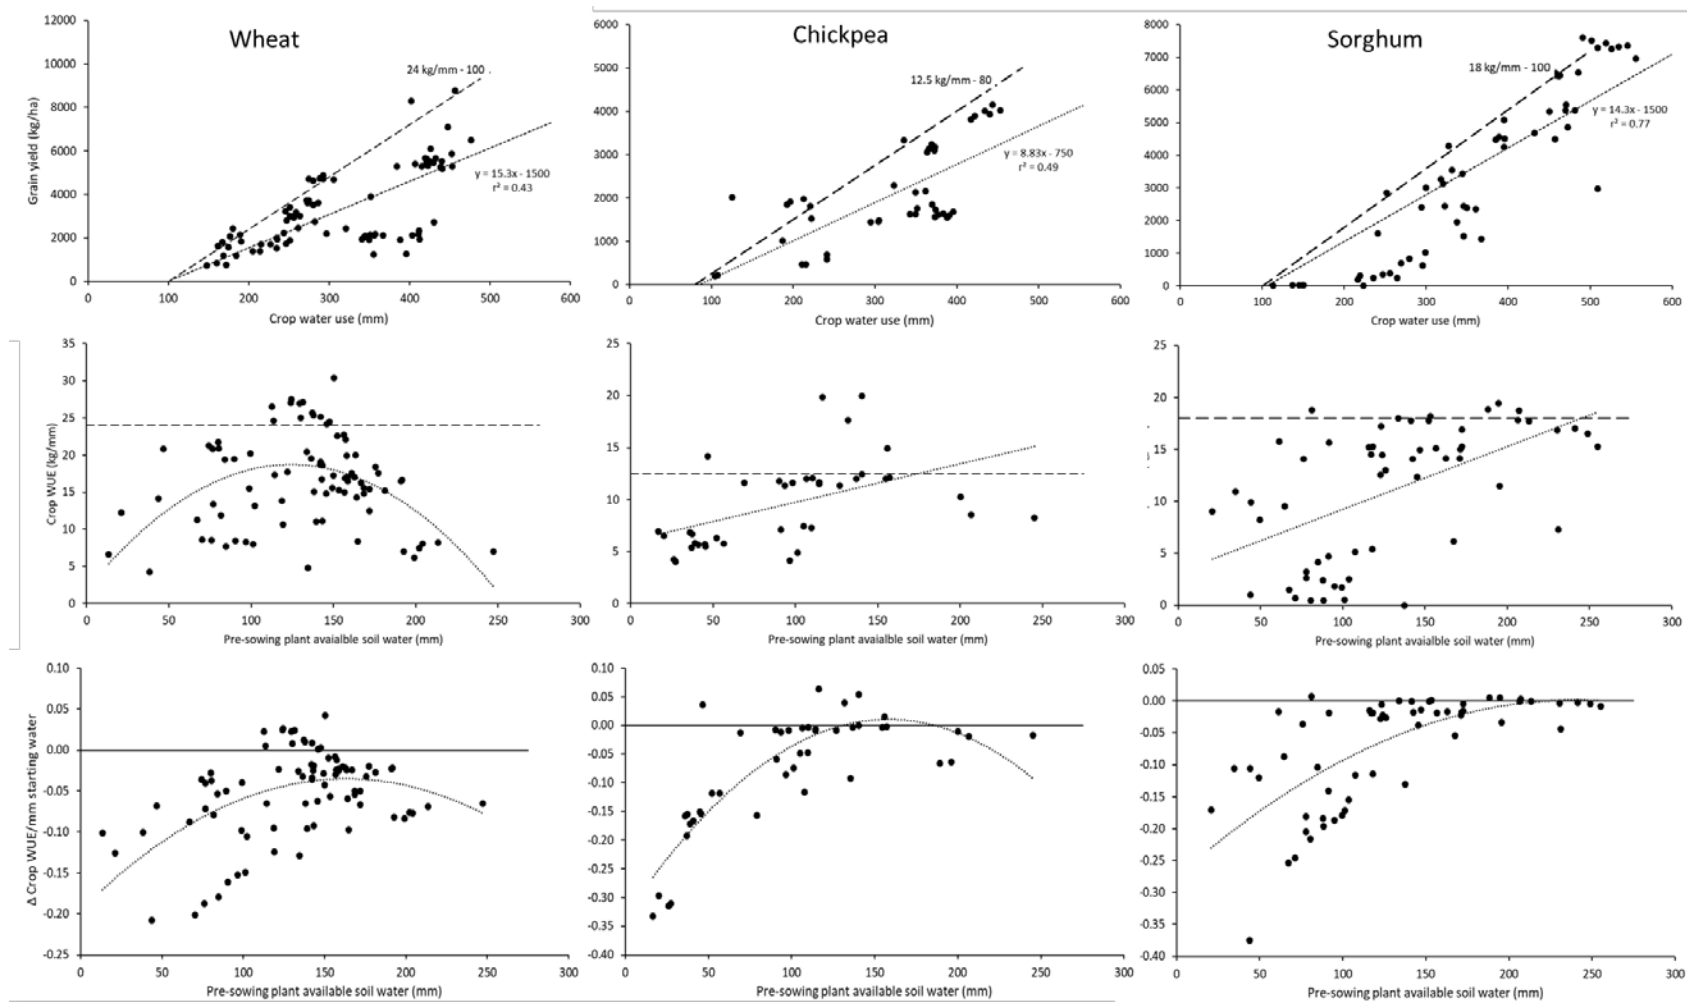 Wheat
Grain yield (kg/ha)
12000
10000
8000
6000
4000
2000
0
24 kg/mm - 100
y = 15.3x - 1500
r² = 0.43
0 100 200 300 400 500 600
Crop water use (mm)
Chickpea
6000
5000
4000
3000
2000
1000
0
12.5 kg/mm - 80
y = 8.83x - 750
r² = 0.49
0 100 200 300 400 500 600
Crop water use (mm)
Sorghum
8000
7000
6000
5000
4000
3000
2000
1000
0
18 kg/mm - 100
y = 14.3x - 1500
r² = 0.77
0 100 200 300 400 500 600
Crop water use (mm)
Crop WUE (kg/mm)
35
30
25
20
15
10
5
0
0 50 100 150 200 250 300
Pre-sowing plant avaialble soil water (mm)
25
20
15
10
5
0
0 50 100 150 200 250 300
Pre-sowing plant avaialble soil water (mm)
25
20
15
10
5
0
0 50 100 150 200 250 300
Pre-sowing plant avaialble soil water (mm)
Δ Crop WUE/mm starting water
0.10
0.05
0.00
-0.05
-0.10
-0.15
-0.20
-0.25
0 50 100 150 200 250 300
Pre-sowing plant available soil water (mm)
0.10
0.05
0.00
-0.05
-0.10
-0.15
-0.20
-0.25
-0.30
-0.35
-0.40
0 50 100 150 200 250 300
Pre-sowing plant available soil water (mm)
0.05
0.00
-0.05
-0.10
-0.15
-0.20
-0.25
-0.30
-0.35
-0.40
0 50 100 150 200 250 300
Pre-sowing plant available soil water (mm)